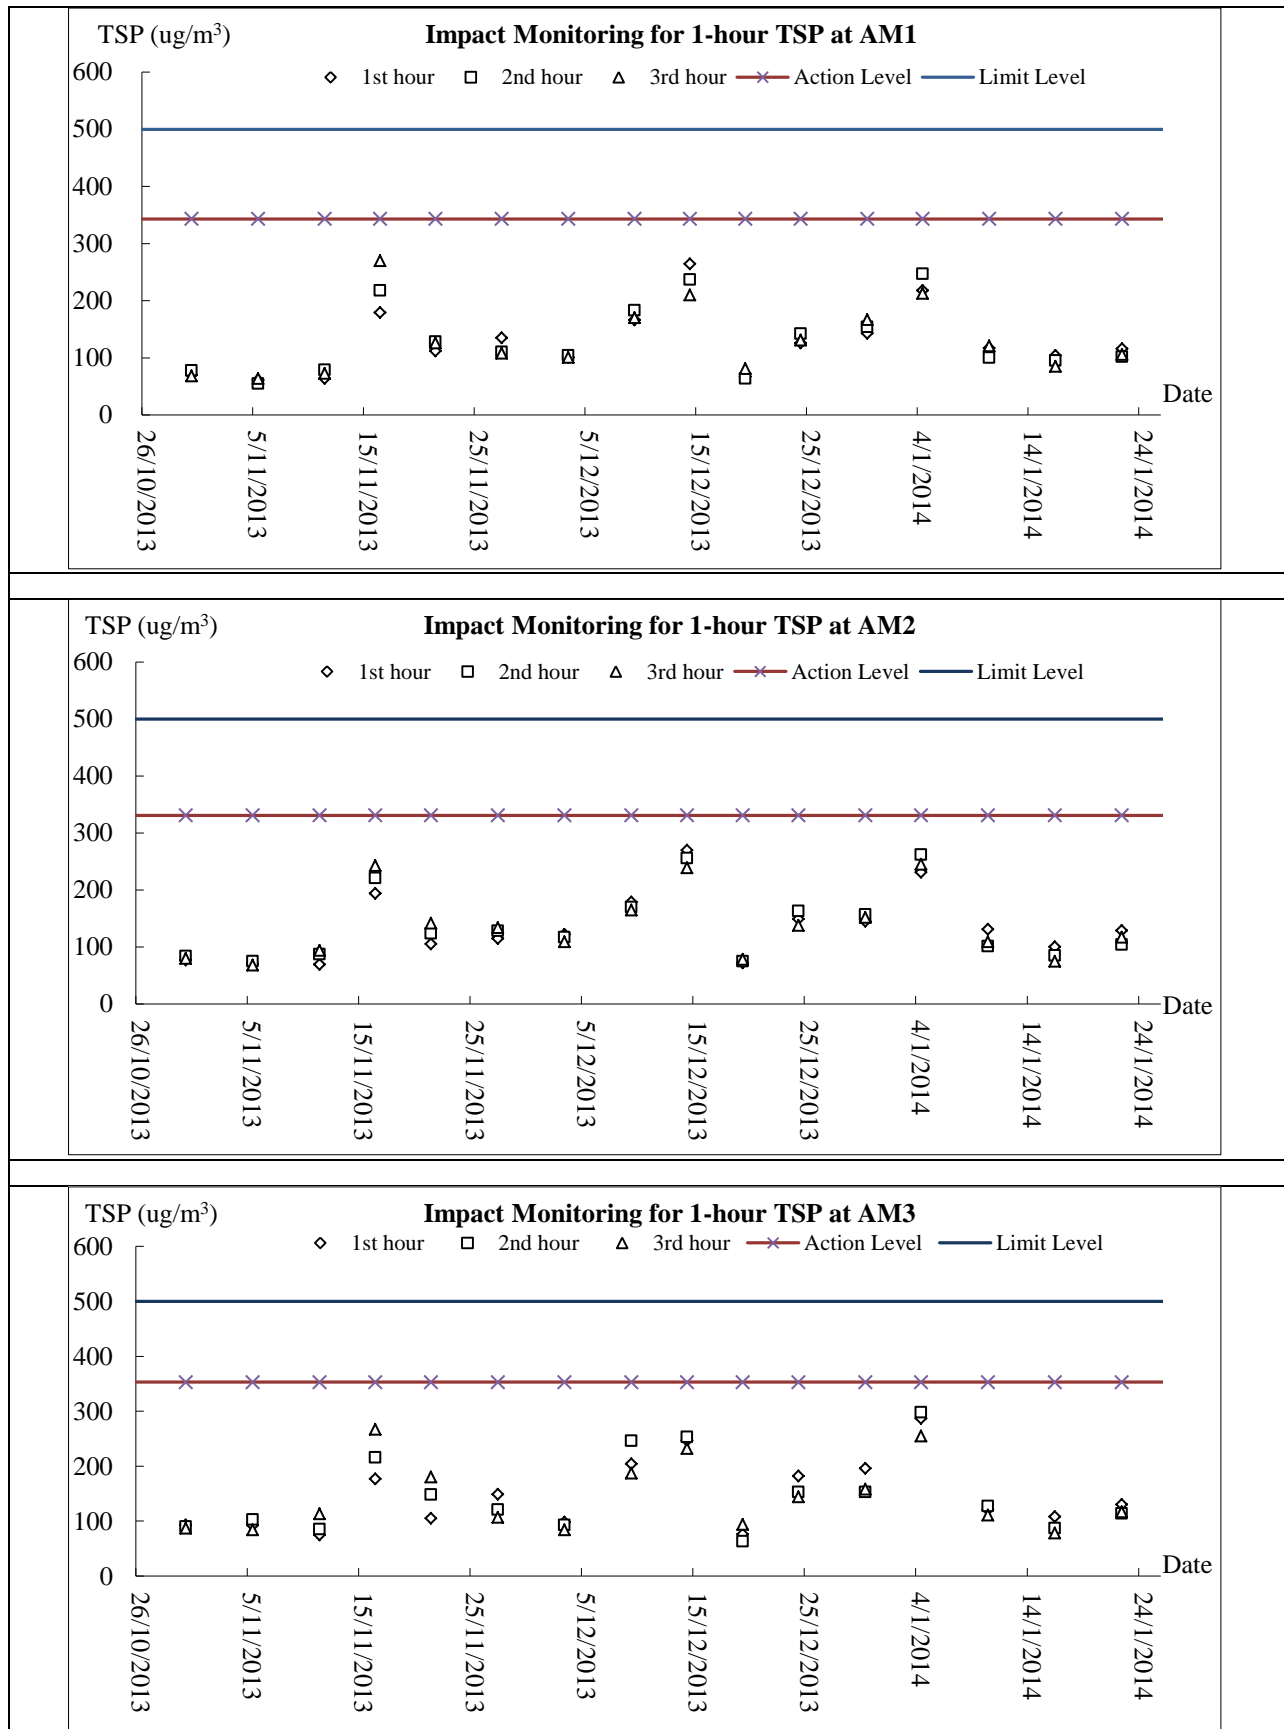 TSP (ug/m³) Impact Monitoring for 1-hour TSP at AM1
600
1st hour 2nd hour 3rd hour Action Level Limit Level
500
400
300
200
100
0
Date
26/10/2013 5/11/2013 15/11/2013 25/11/2013 5/12/2013 15/12/2013 25/12/2013 4/1/2014 14/1/2014 24/1/2014
TSP (ug/m³) Impact Monitoring for 1-hour TSP at AM2
600
1st hour 2nd hour 3rd hour Action Level Limit Level
500
400
300
200
100
0
Date
26/10/2013 5/11/2013 15/11/2013 25/11/2013 5/12/2013 15/12/2013 25/12/2013 4/1/2014 14/1/2014 24/1/2014
TSP (ug/m³) Impact Monitoring for 1-hour TSP at AM3
600
1st hour 2nd hour 3rd hour Action Level Limit Level
500
400
300
200
100
0
Date
26/10/2013 5/11/2013 15/11/2013 25/11/2013 5/12/2013 15/12/2013 25/12/2013 4/1/2014 14/1/2014 24/1/2014